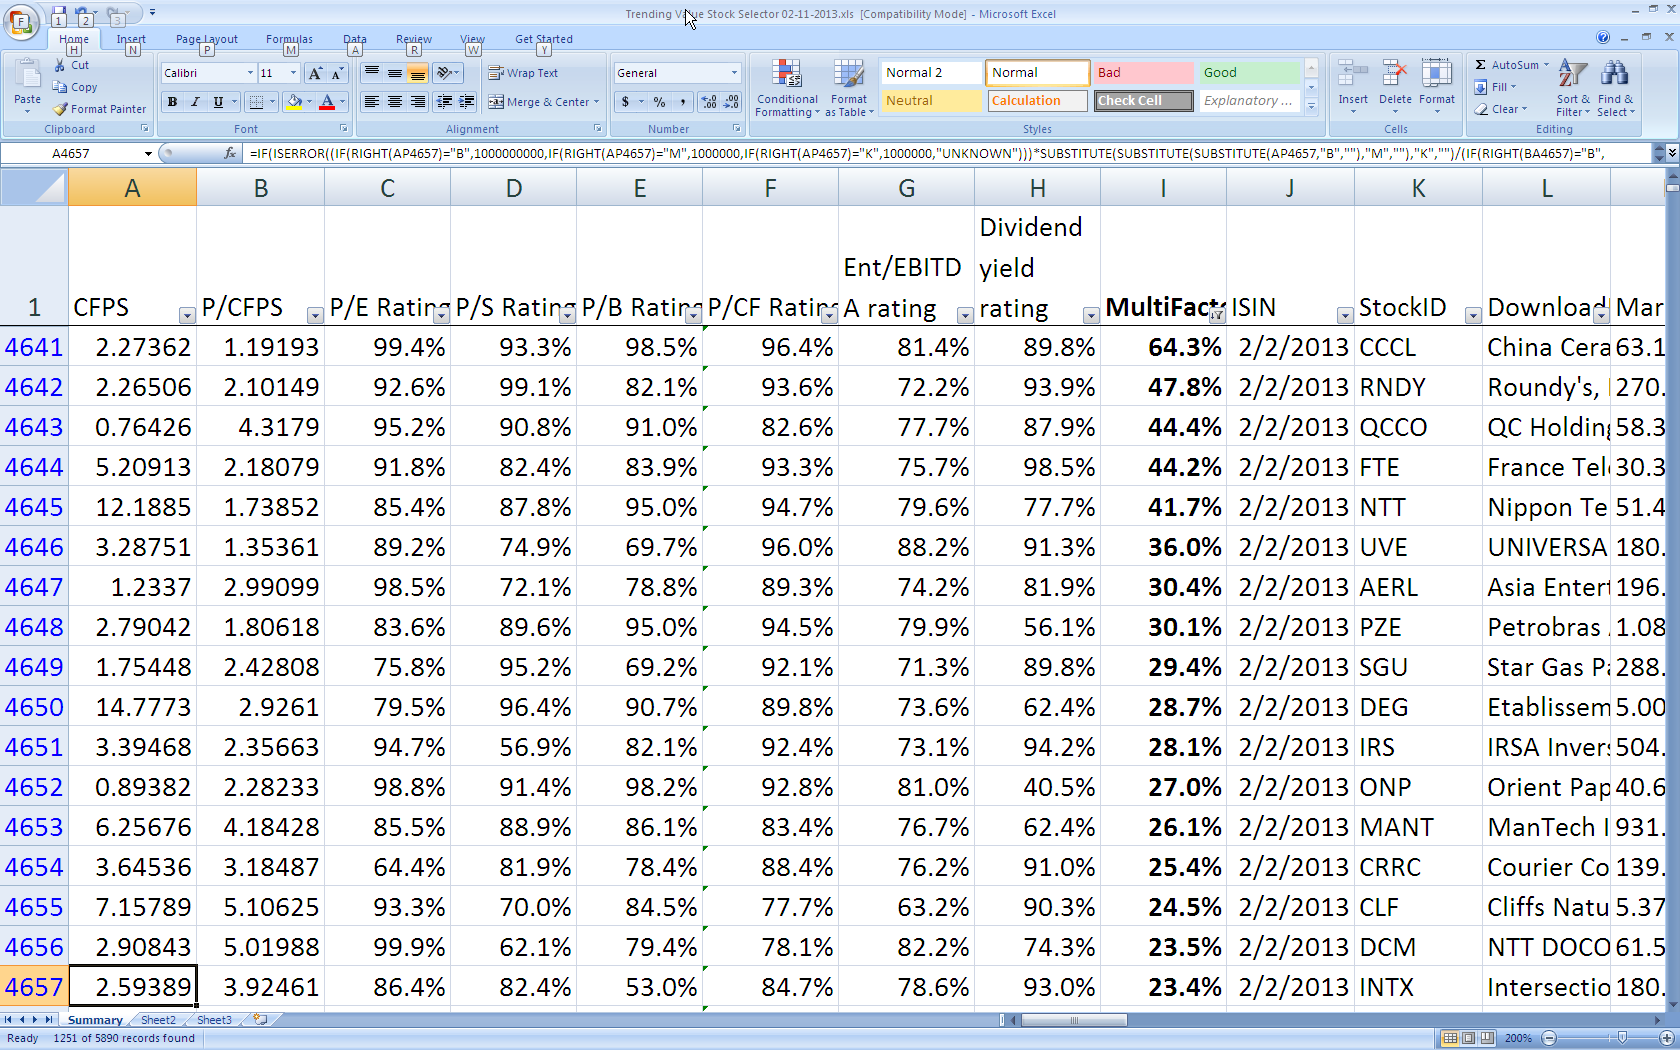 Trending Value Stock Selector 02-11-2013.xls [Compatibility Mode] - Microsoft Excel
F 1 2 3
Home Insert Page Layout Formulas Data Review View Get Started
H N P M A R W Y
Paste Cut Copy Format Painter
Calibri 11
B I U
Wrap Text
Merge & Center
General
$ % ,
Conditional Formatting Format as Table
Normal 2 Normal Bad Good
Neutral Calculation Check Cell Explanatory ...
Insert Delete Format
AutoSum Fill Clear
Sort & Filter Find & Select
Clipboard Font Alignment Number Styles Cells Editing
A4657 fx =IF(ISERROR((IF(RIGHT(AP4657)="B",1000000000,IF(RIGHT(AP4657)="M",1000000,IF(RIGHT(AP4657)="K",1000000,"UNKNOWN")))*SUBSTITUTE(SUBSTITUTE(SUBSTITUTE(AP4657,"B",""),"M",""),"K","")/(IF(RIGHT(BA4657)="B",
A B C D E F G H I J K L
1 CFPS P/CFPS P/E Rating P/S Rating P/B Rating P/CF Rating Ent/EBITDA rating Dividend yield rating MultiFact ISIN StockID Download Mar
4641 2.27362 1.19193 99.4% 93.3% 98.5% 96.4% 81.4% 89.8% 64.3% 2/2/2013 CCCL China Cera 63.1
4642 2.26506 2.10149 92.6% 99.1% 82.1% 93.6% 72.2% 93.9% 47.8% 2/2/2013 RNDY Roundy's, 270.
4643 0.76426 4.3179 95.2% 90.8% 91.0% 82.6% 77.7% 87.9% 44.4% 2/2/2013 QCCO QC Holding 58.3
4644 5.20913 2.18079 91.8% 82.4% 83.9% 93.3% 75.7% 98.5% 44.2% 2/2/2013 FTE France Tel 30.3
4645 12.1885 1.73852 85.4% 87.8% 95.0% 94.7% 79.6% 77.7% 41.7% 2/2/2013 NTT Nippon Te 51.4
4646 3.28751 1.35361 89.2% 74.9% 69.7% 96.0% 88.2% 91.3% 36.0% 2/2/2013 UVE UNIVERSA 180.
4647 1.2337 2.99099 98.5% 72.1% 78.8% 89.3% 74.2% 81.9% 30.4% 2/2/2013 AERL Asia Enter 196.
4648 2.79042 1.80618 83.6% 89.6% 95.0% 94.5% 79.9% 56.1% 30.1% 2/2/2013 PZE Petrobras 1.08
4649 1.75448 2.42808 75.8% 95.2% 69.2% 92.1% 71.3% 89.8% 29.4% 2/2/2013 SGU Star Gas Pa 288.
4650 14.7773 2.9261 79.5% 96.4% 90.7% 89.8% 73.6% 62.4% 28.7% 2/2/2013 DEG Etablissem 5.00
4651 3.39468 2.35663 94.7% 56.9% 82.1% 92.4% 73.1% 94.2% 28.1% 2/2/2013 IRS IRSA Invers 504.
4652 0.89382 2.28233 98.8% 91.4% 98.2% 92.8% 81.0% 40.5% 27.0% 2/2/2013 ONP Orient Pap 40.6
4653 6.25676 4.18428 85.5% 88.9% 86.1% 83.4% 76.7% 62.4% 26.1% 2/2/2013 MANT ManTech I 931.
4654 3.64536 3.18487 64.4% 81.9% 78.4% 88.4% 76.2% 91.0% 25.4% 2/2/2013 CRRC Courier Co 139.
4655 7.15789 5.10625 93.3% 70.0% 84.5% 77.7% 63.2% 90.3% 24.5% 2/2/2013 CLF Cliffs Natu 5.37
4656 2.90843 5.01988 99.9% 62.1% 79.4% 78.1% 82.2% 74.3% 23.5% 2/2/2013 DCM NTT DOCO 61.5
4657 2.59389 3.92461 86.4% 82.4% 53.0% 84.7% 78.6% 93.0% 23.4% 2/2/2013 INTX Intersectio 180.
Summary Sheet2 Sheet3
Ready 1251 of 5890 records found 200%